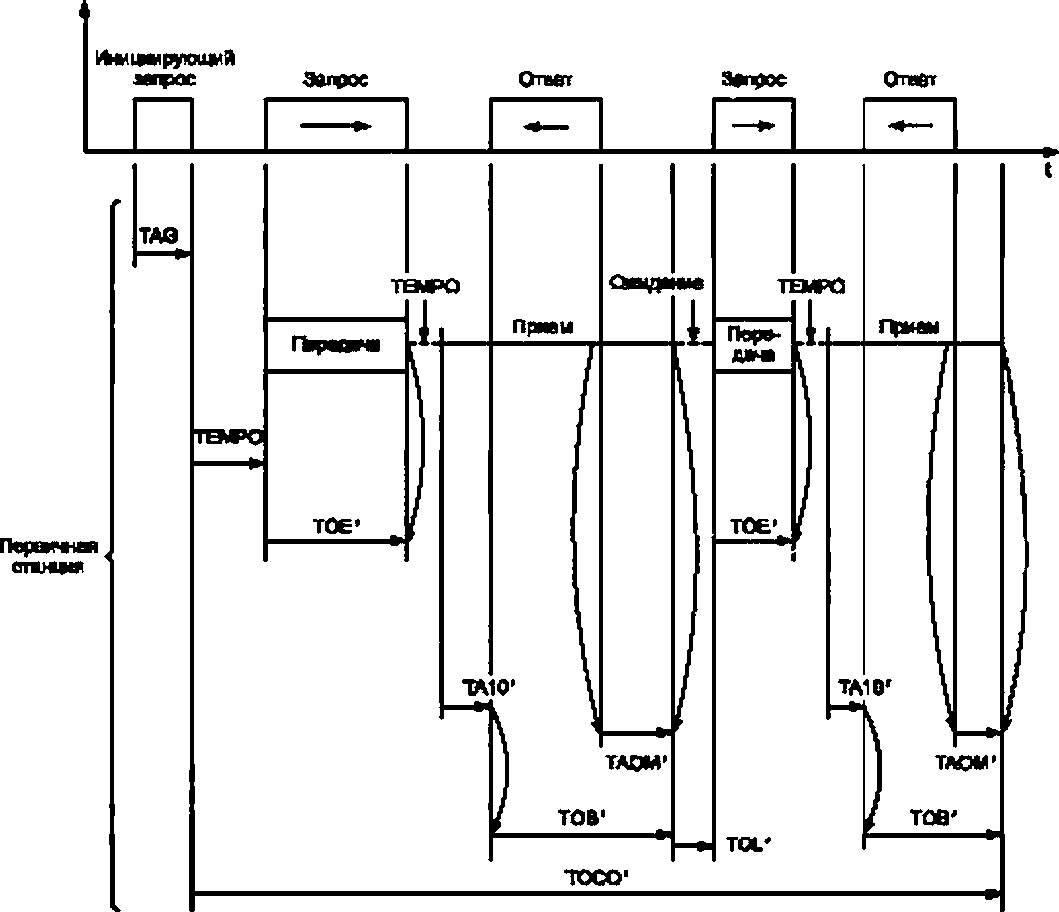 Инициирующий
запрос
Запрос
Ответ
Запрос
Ответ
t
TAG
TEMPO
Ожидание
TEMPO
Передача
Прием
Пере-
дача
Прием
TEMPO
TOE'
TOE'
Первичная
станция
TA10'
TA10'
TAOM'
TAOM'
TOB'
TOL'
TOB'
TOCO'